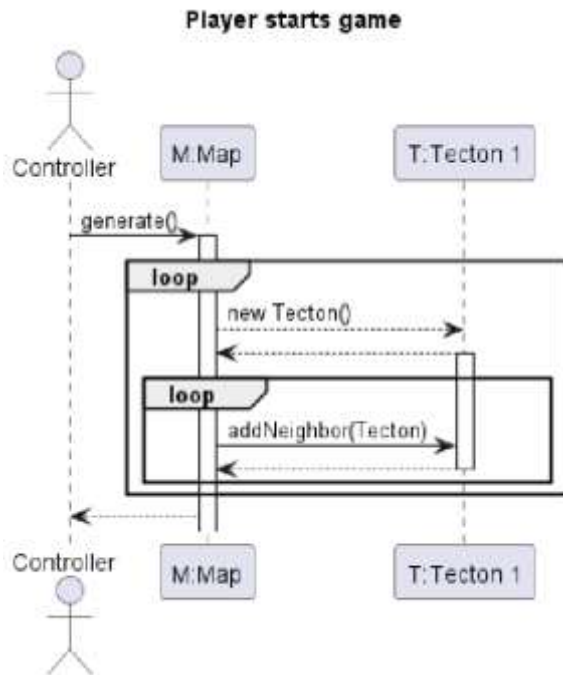 Player starts game
Controller
M:Map
T:Tecton 1
generate()
loop
new Tecton()
loop
addNeighbor(Tecton)
Controller
M:Map
T:Tecton 1